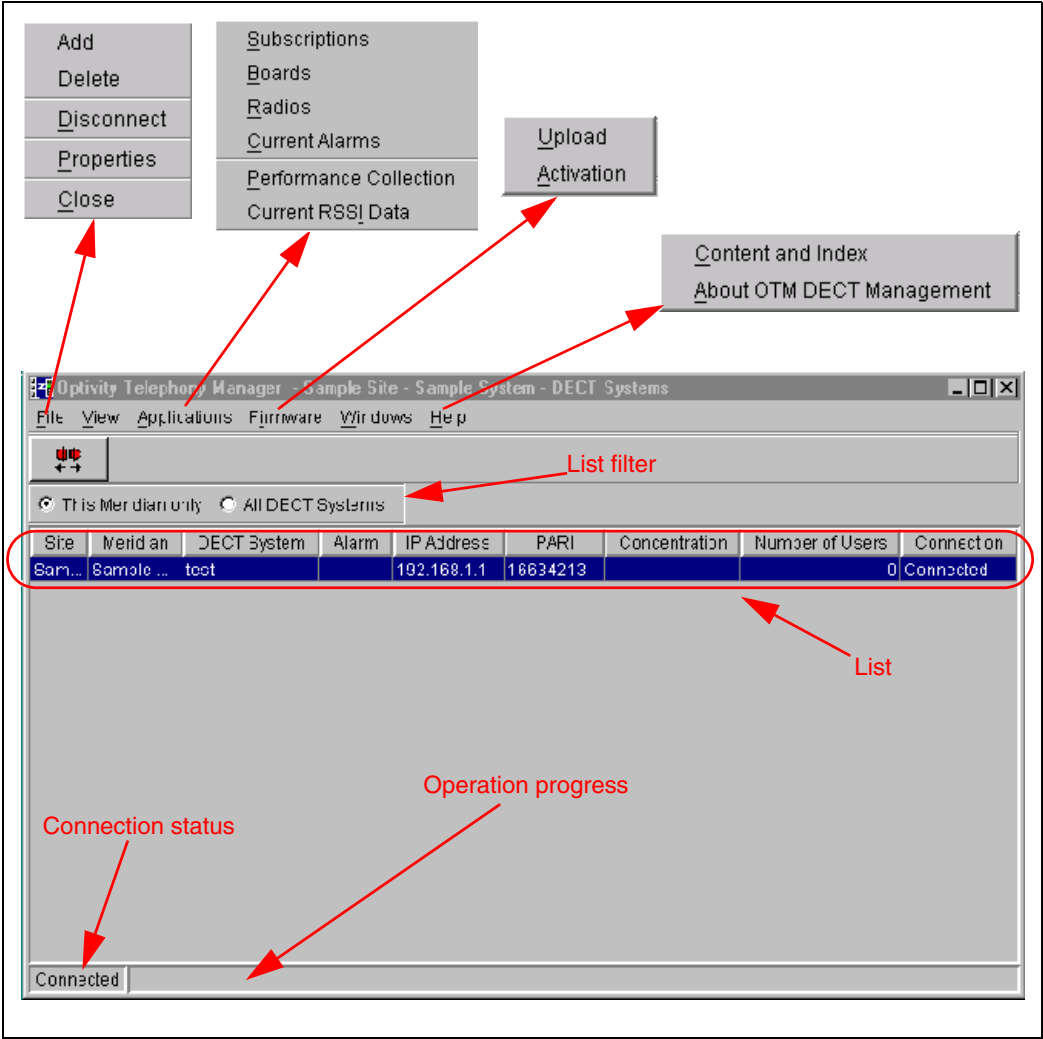 Add
Delete
Disconnect
Properties
Close
Subscriptions
Boards
Radios
Current Alarms
Performance Collection
Current RSSI Data
Upload
Activation
Content and Index
About OTM DECT Management
Optivity Telephony Manager - Sample Site - Sample System - DECT Systems
File View Applications Firmware Windows Help
List filter
This Meridian only All DECT Systems
Site Meridian DECT System Alarm IP Address PARI Concentration Number of Users Connection
Sam... Sample ... test 192.168.1.1 16634213 0 Connected
List
Operation progress
Connection status
Connected